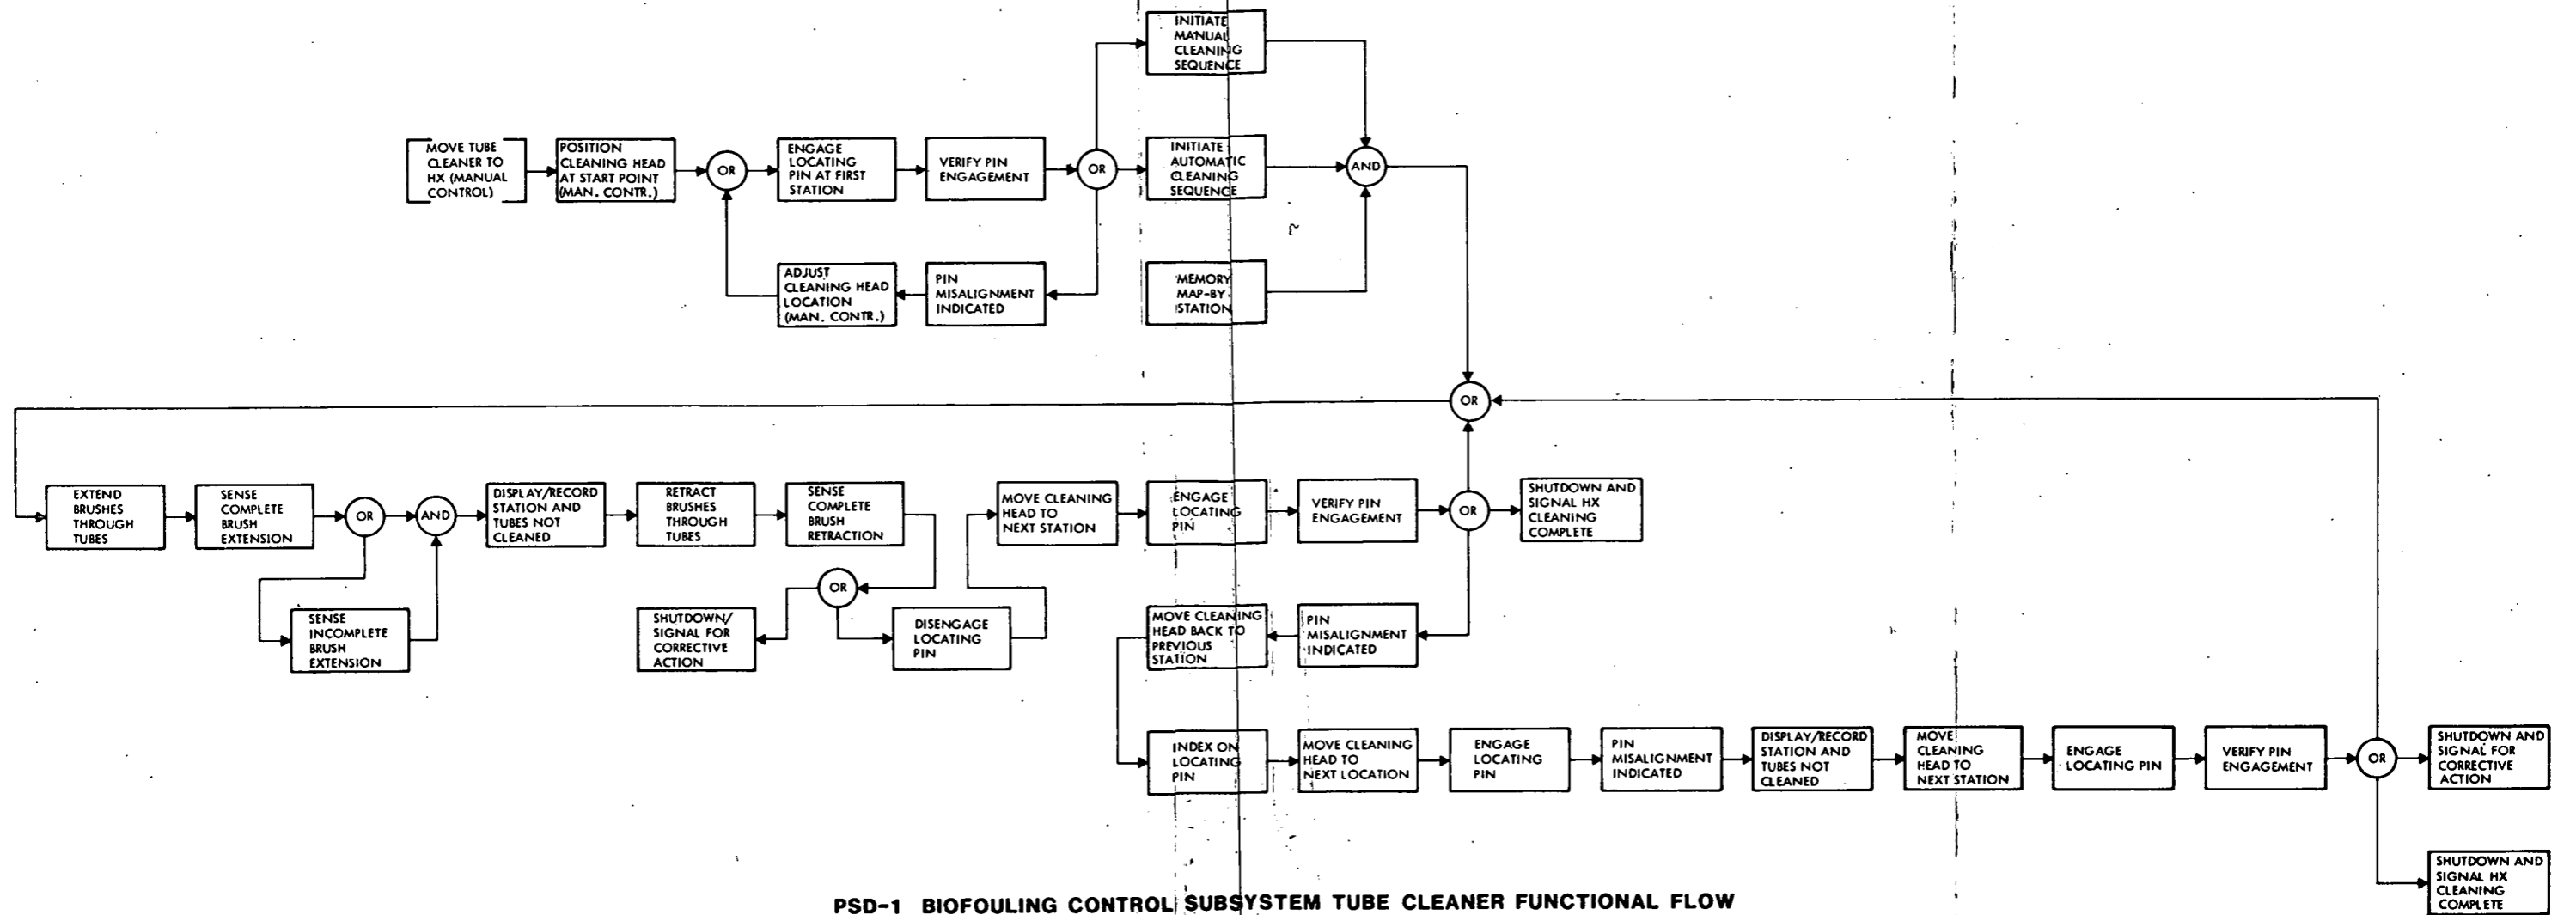 INITIATE
MANUAL
CLEANING
SEQUENCE
MOVE TUBE
CLEANER TO
HX (MANUAL
CONTROL)
POSITION
CLEANING HEAD
AT START POINT
(MAN. CONTR.)
OR
ENGAGE
LOCATING
PIN AT FIRST
STATION
VERIFY PIN
ENGAGEMENT
OR
INITIATE
AUTOMATIC
CLEANING
SEQUENCE
AND
ADJUST
CLEANING HEAD
LOCATION
(MAN. CONTR.)
PIN
MISALIGNMENT
INDICATED
MEMORY
MAP-BY
STATION
OR
EXTEND
BRUSHES
THROUGH
TUBES
SENSE
COMPLETE
BRUSH
EXTENSION
OR
AND
DISPLAY/RECORD
STATION AND
TUBES NOT
CLEANED
RETRACT
BRUSHES
THROUGH
TUBES
SENSE
COMPLETE
BRUSH
RETRACTION
MOVE CLEANING
HEAD TO
NEXT STATION
ENGAGE
LOCATING
PIN
VERIFY PIN
ENGAGEMENT
OR
SHUTDOWN AND
SIGNAL HX
CLEANING
COMPLETE
SENSE
INCOMPLETE
BRUSH
EXTENSION
SHUTDOWN/
SIGNAL FOR
CORRECTIVE
ACTION
OR
DISENGAGE
LOCATING
PIN
MOVE CLEANING
HEAD BACK TO
PREVIOUS
STATION
PIN
MISALIGNMENT
INDICATED
INDEX ON
LOCATING
PIN
MOVE CLEANING
HEAD TO
NEXT LOCATION
ENGAGE
LOCATING
PIN
PIN
MISALIGNMENT
INDICATED
DISPLAY/RECORD
STATION AND
TUBES NOT
CLEANED
MOVE
CLEANING
HEAD TO
NEXT STATION
ENGAGE
LOCATING PIN
VERIFY PIN
ENGAGEMENT
OR
SHUTDOWN AND
SIGNAL FOR
CORRECTIVE
ACTION
SHUTDOWN AND
SIGNAL HX
CLEANING
COMPLETE
PSD-1 BIOFOULING CONTROL SUBSYSTEM TUBE CLEANER FUNCTIONAL FLOW